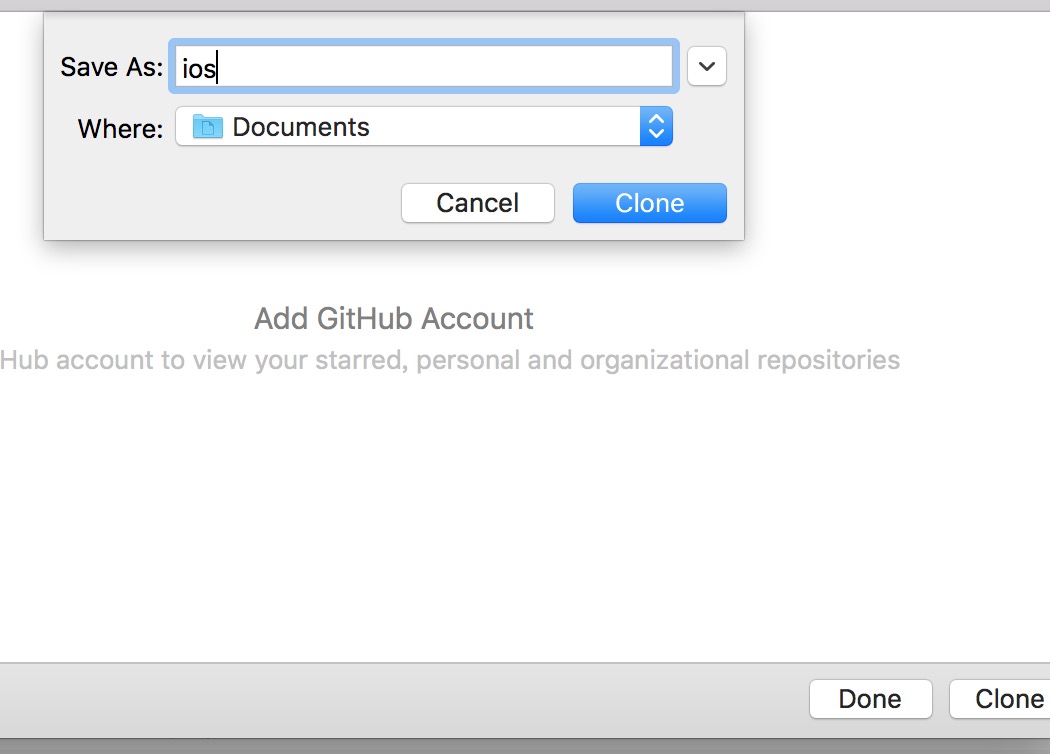 Save As: ios
Where: Documents
Cancel Clone
Add GitHub Account
Hub account to view your starred, personal and organizational repositories
Done Clone